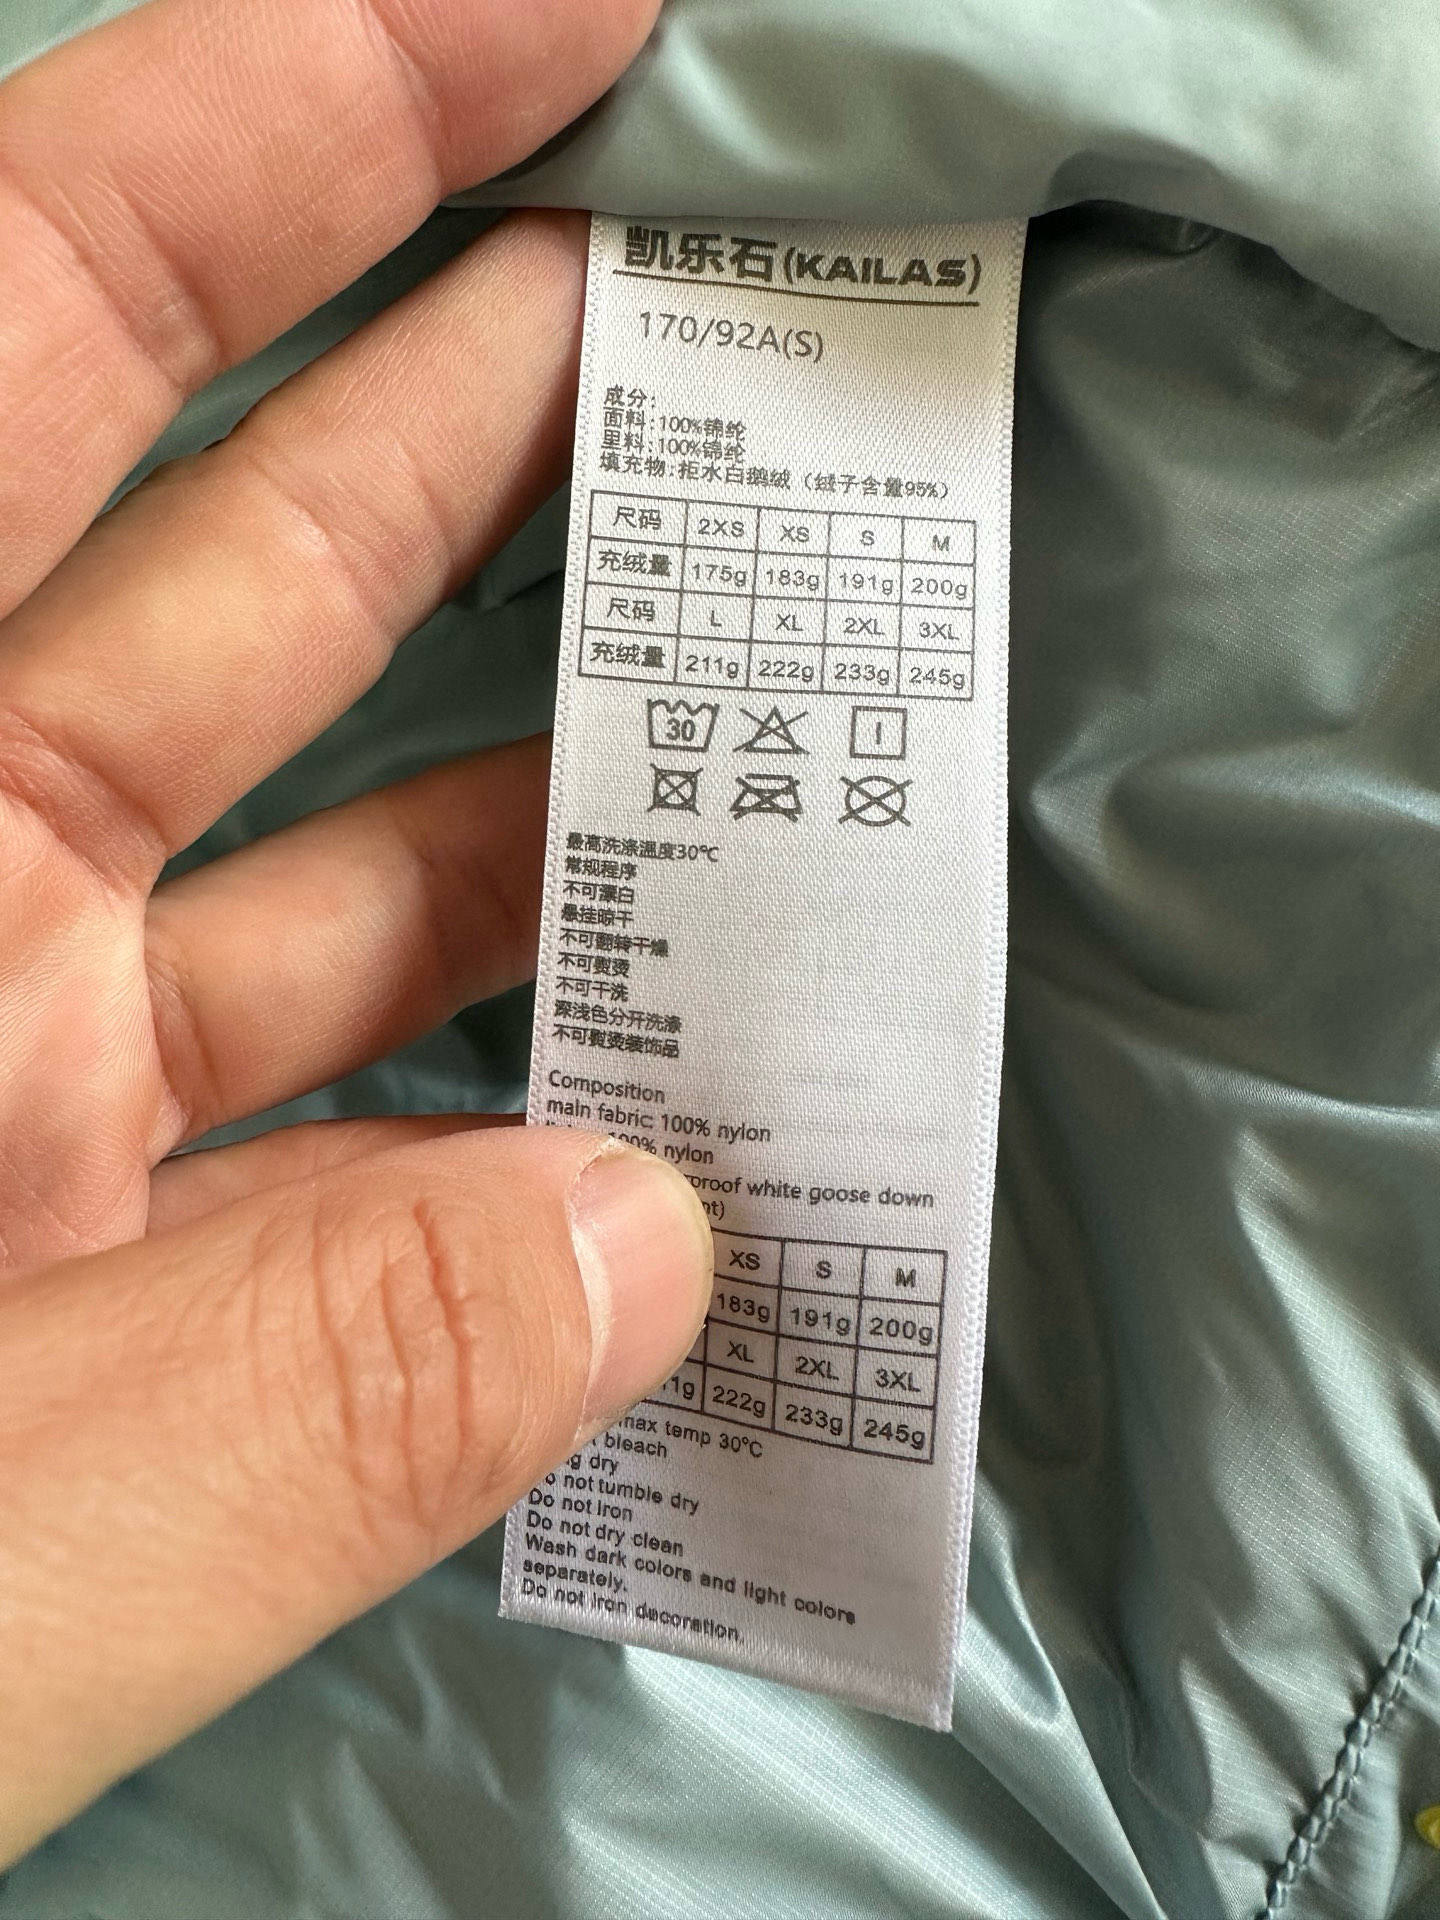 凯乐石(KAILAS)
170/92A(S)
成分:
面料:100%锦纶
里料:100%锦纶
填充物:拒水白鹅绒（绒子含量95%）
尺码 2XS XS S M
充绒量 175g 183g 191g 200g
尺码 L XL 2XL 3XL
充绒量 211g 222g 233g 245g
30
最高洗涤温度30℃
常规程序
不可漂白
悬挂晾干
不可翻转干燥
不可熨烫
不可干洗
深浅色分开洗涤
不可熨烫装饰品
Composition
main fabric: 100% nylon
100% nylon
proof white goose down
XS S M
183g 191g 200g
XL 2XL 3XL
222g 233g 245g
max temp 30℃
bleach
dry
not tumble dry
Do not iron
Do not dry clean
Wash dark colors and light colors
separately.
Do not iron decoration.